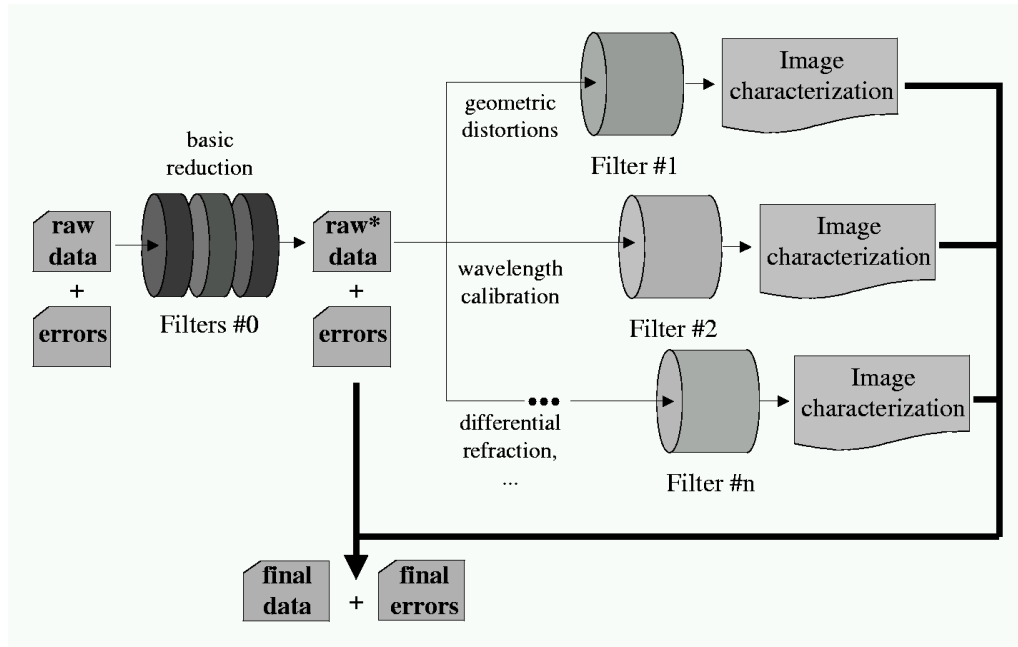 Image
characterization
geometric
distortions
Filter #1
basic
reduction
raw
data
+
errors
Filters #0
raw*
data
+
errors
wavelength
calibration
Image
characterization
Filter #2
differential
refraction,
...
Image
characterization
Filter #n
final
data
+
final
errors